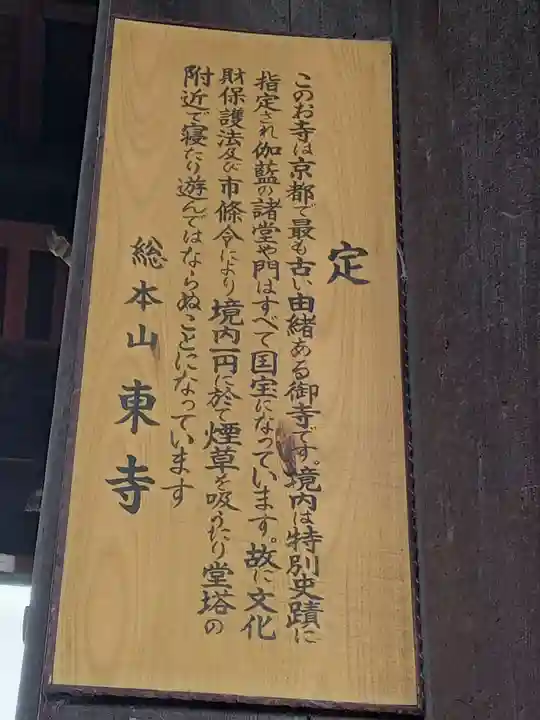 定
このお寺は京都で最も古い由緒ある御寺です。境内は特別史蹟に
指定され伽藍の諸堂や門はすべて国宝になっています。故に文化
財保護法及び市條令により境内一円に於て煙草を吸うたり堂塔の
附近で寝たり遊んではならぬことになっています
総本山東寺